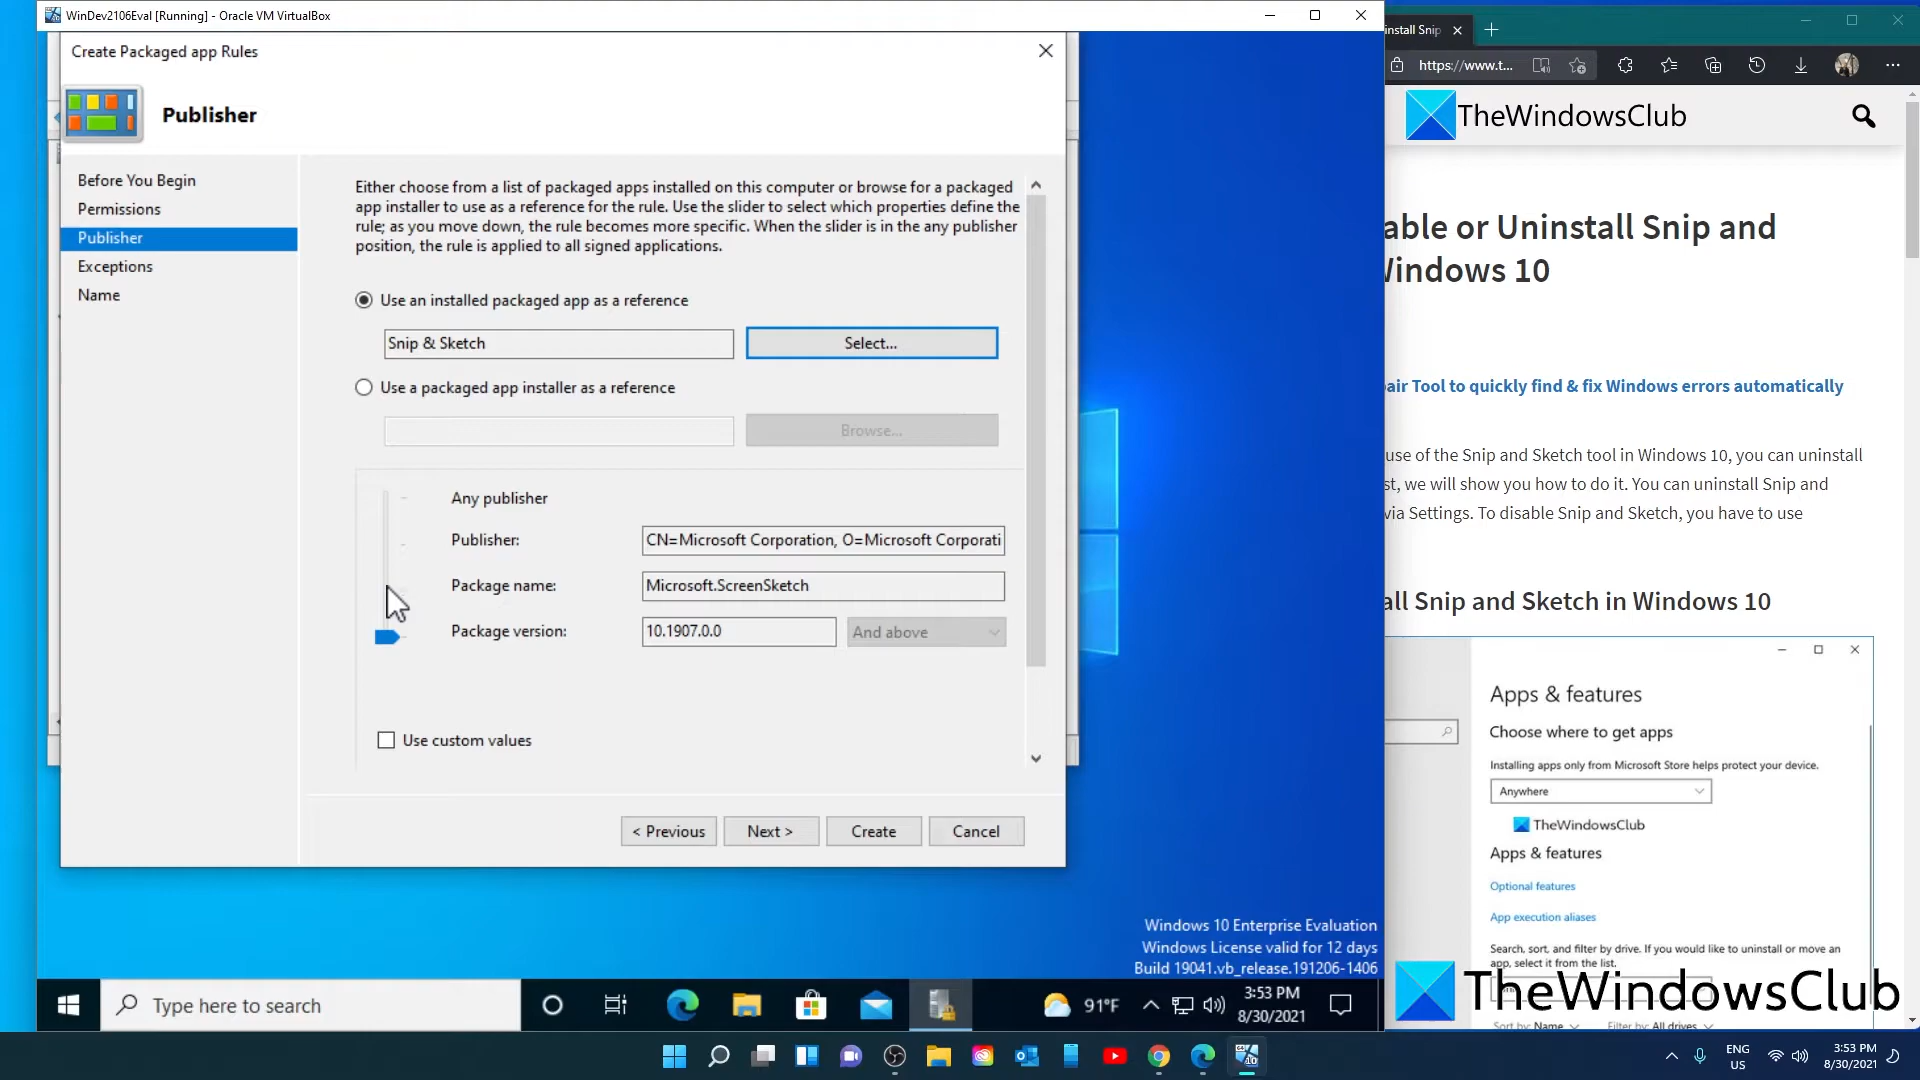 WinDev2106Eval [Running] - Oracle VM VirtualBox
Create Packaged app Rules
Publisher
Before You Begin
Permissions
Publisher
Exceptions
Name
Either choose from a list of packaged apps installed on this computer or browse for a packaged
app installer to use as a reference for the rule. Use the slider to select which properties define the
rule; as you move down, the rule becomes more specific. When the slider is in the any publisher
position, the rule is applied to all signed applications.
Use an installed packaged app as a reference
Snip & Sketch
Select...
Use a packaged app installer as a reference
Browse...
Any publisher
Publisher:
CN=Microsoft Corporation, O=Microsoft Corporati
Package name:
Microsoft.ScreenSketch
Package version:
10.1907.0.0
And above
Use custom values
< Previous
Next >
Create
Cancel
Windows 10 Enterprise Evaluation
Windows License valid for 12 days
Build 19041.vb_release.191206-1406
Type here to search
91°F
3:53 PM
8/30/2021
nstall Snip
https://www.t...
TheWindowsClub
able or Uninstall Snip and
Windows 10
air Tool to quickly find & fix Windows errors automatically
use of the Snip and Sketch tool in Windows 10, you can uninstall
st, we will show you how to do it. You can uninstall Snip and
via Settings. To disable Snip and Sketch, you have to use
all Snip and Sketch in Windows 10
Apps & features
Choose where to get apps
Installing apps only from Microsoft Store helps protect your device.
Anywhere
TheWindowsClub
Apps & features
Optional features
App execution aliases
Search, sort, and filter by drive. If you would like to uninstall or move an
app, select it from the list.
TheWindowsClub
Sort by: Name
Filter by: All drives
ENG
US
3:53 PM
8/30/2021